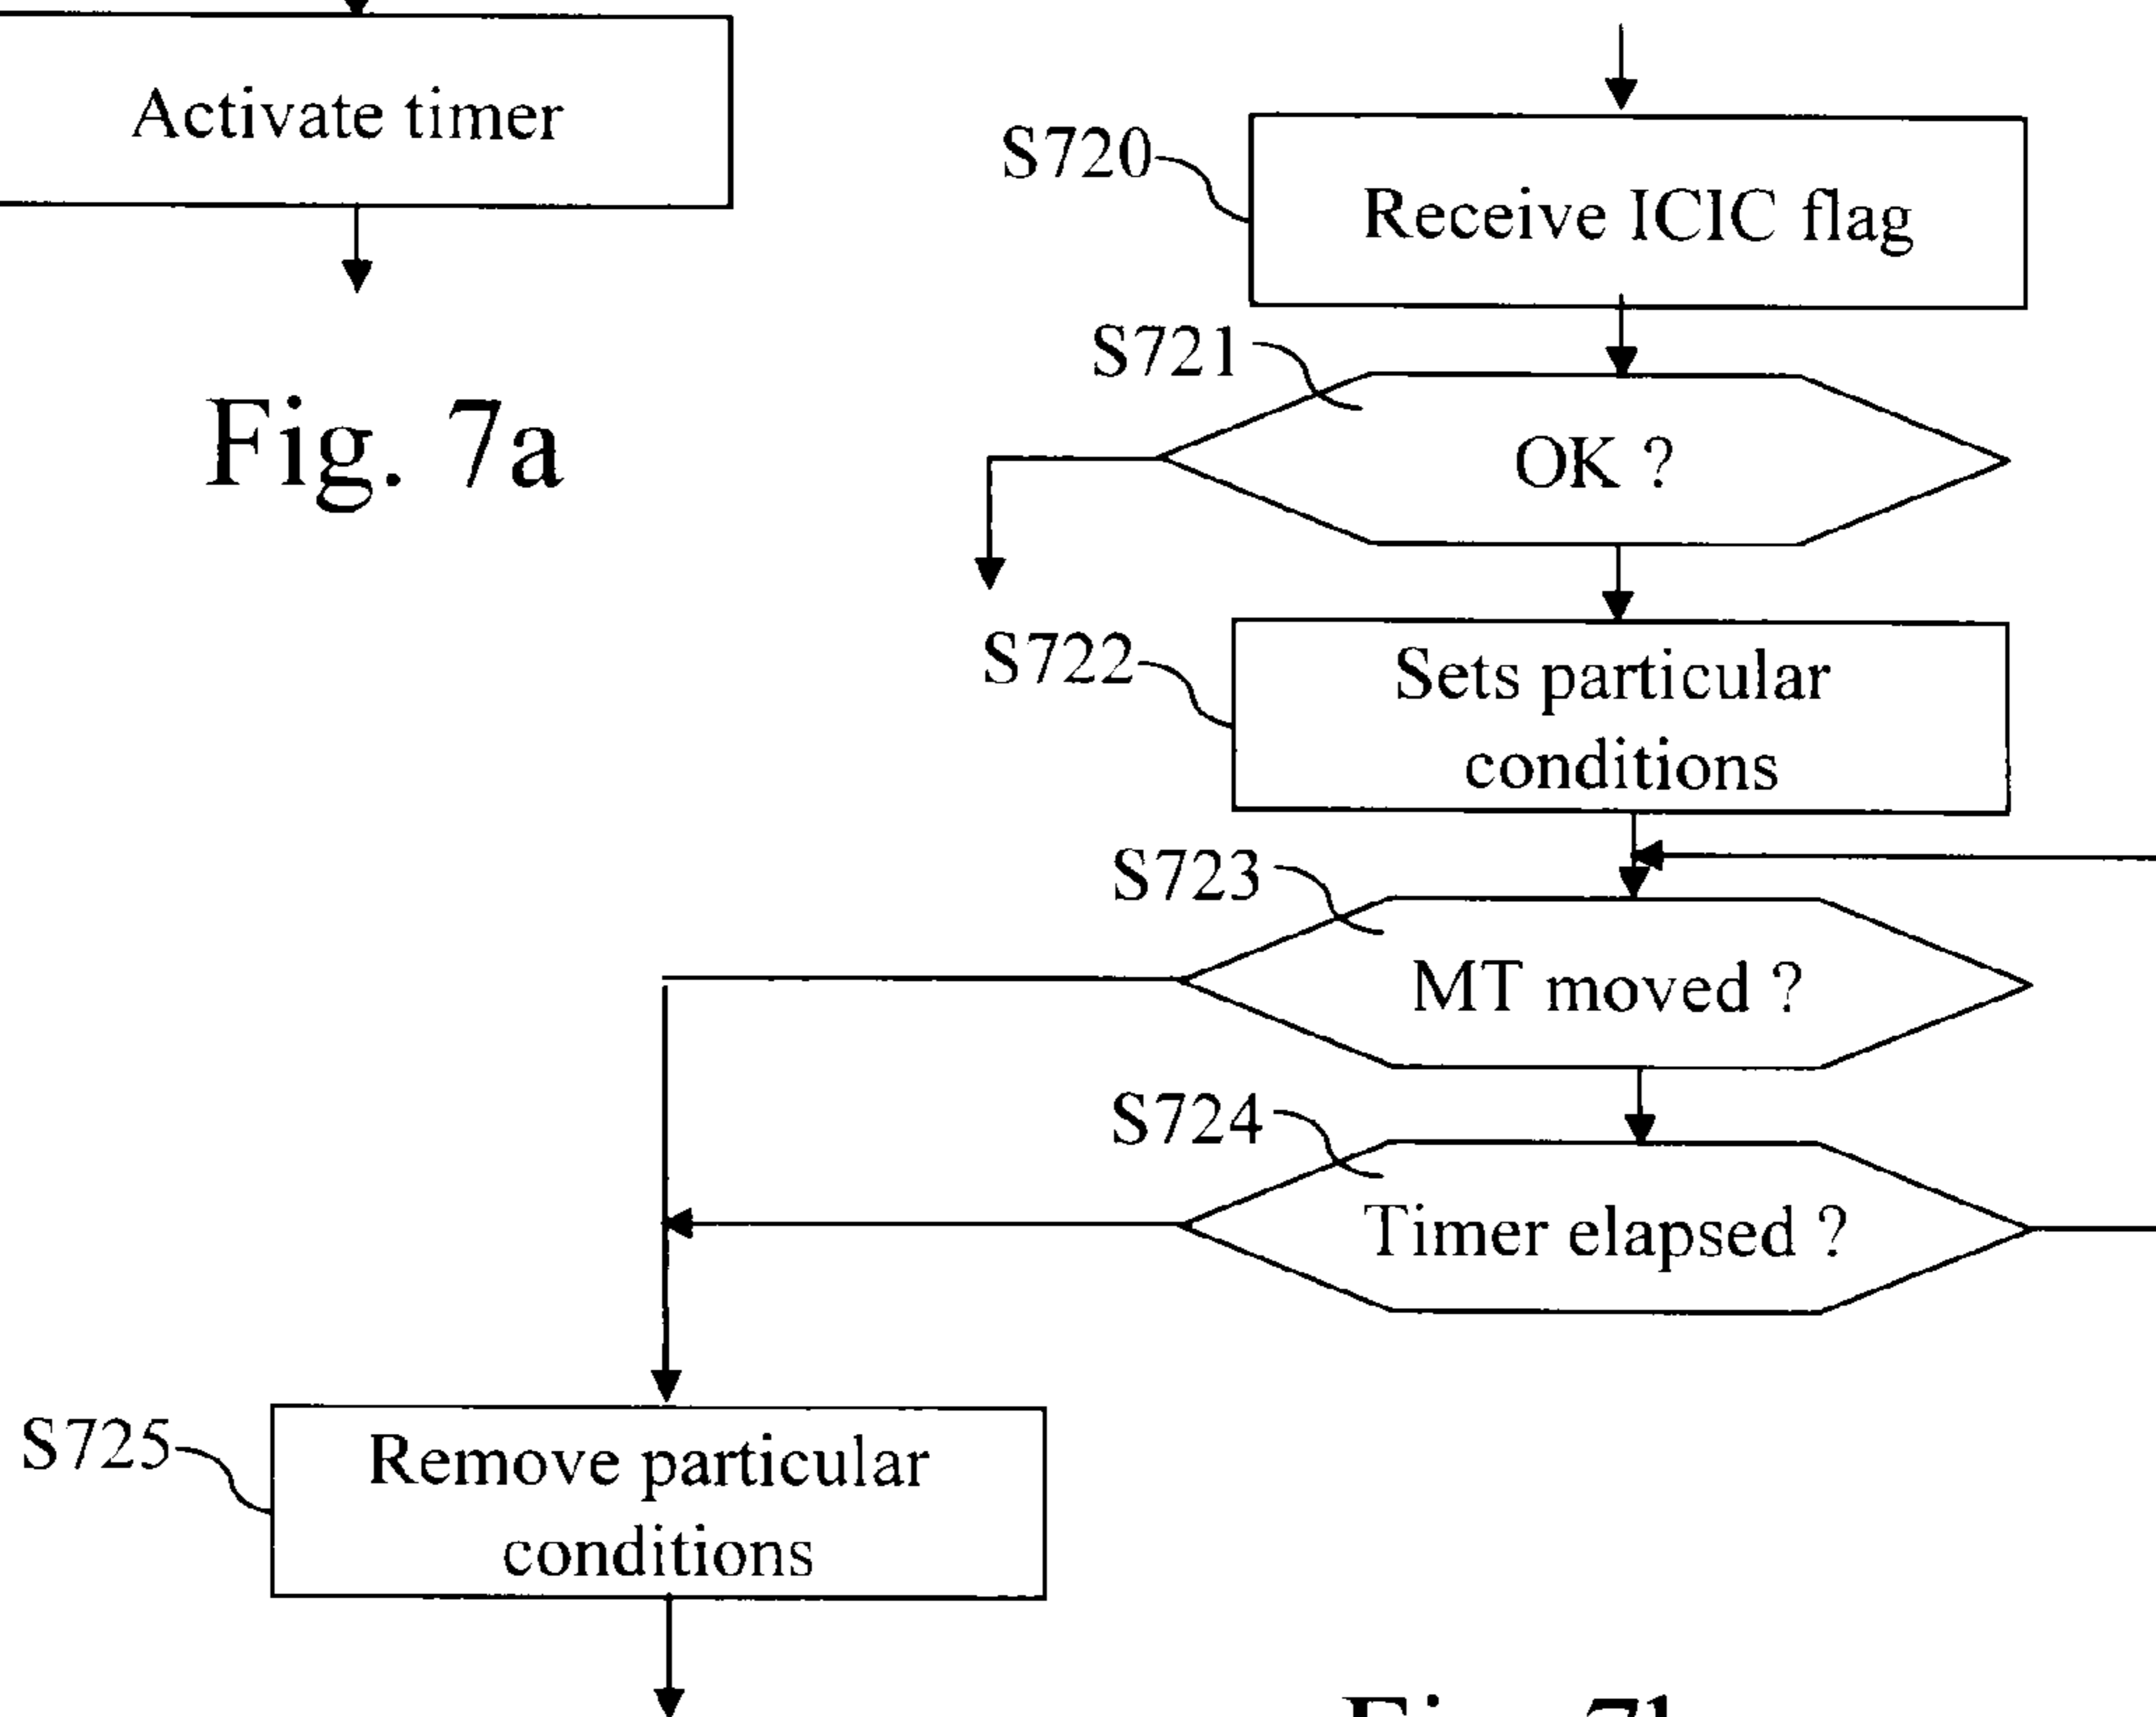 Activate timer
Fig. 7a
S720
Receive ICIC flag
S721
OK ?
S722
Sets particular
conditions
S723
MT moved ?
S724
Timer elapsed ?
S725
Remove particular
conditions